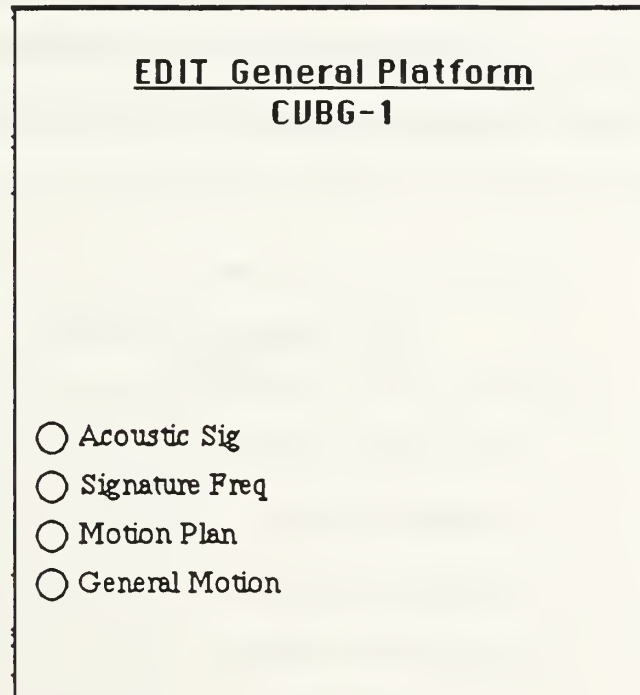 EDIT General Platform
CVBG-1
Acoustic Sig
Signature Freq
Motion Plan
General Motion